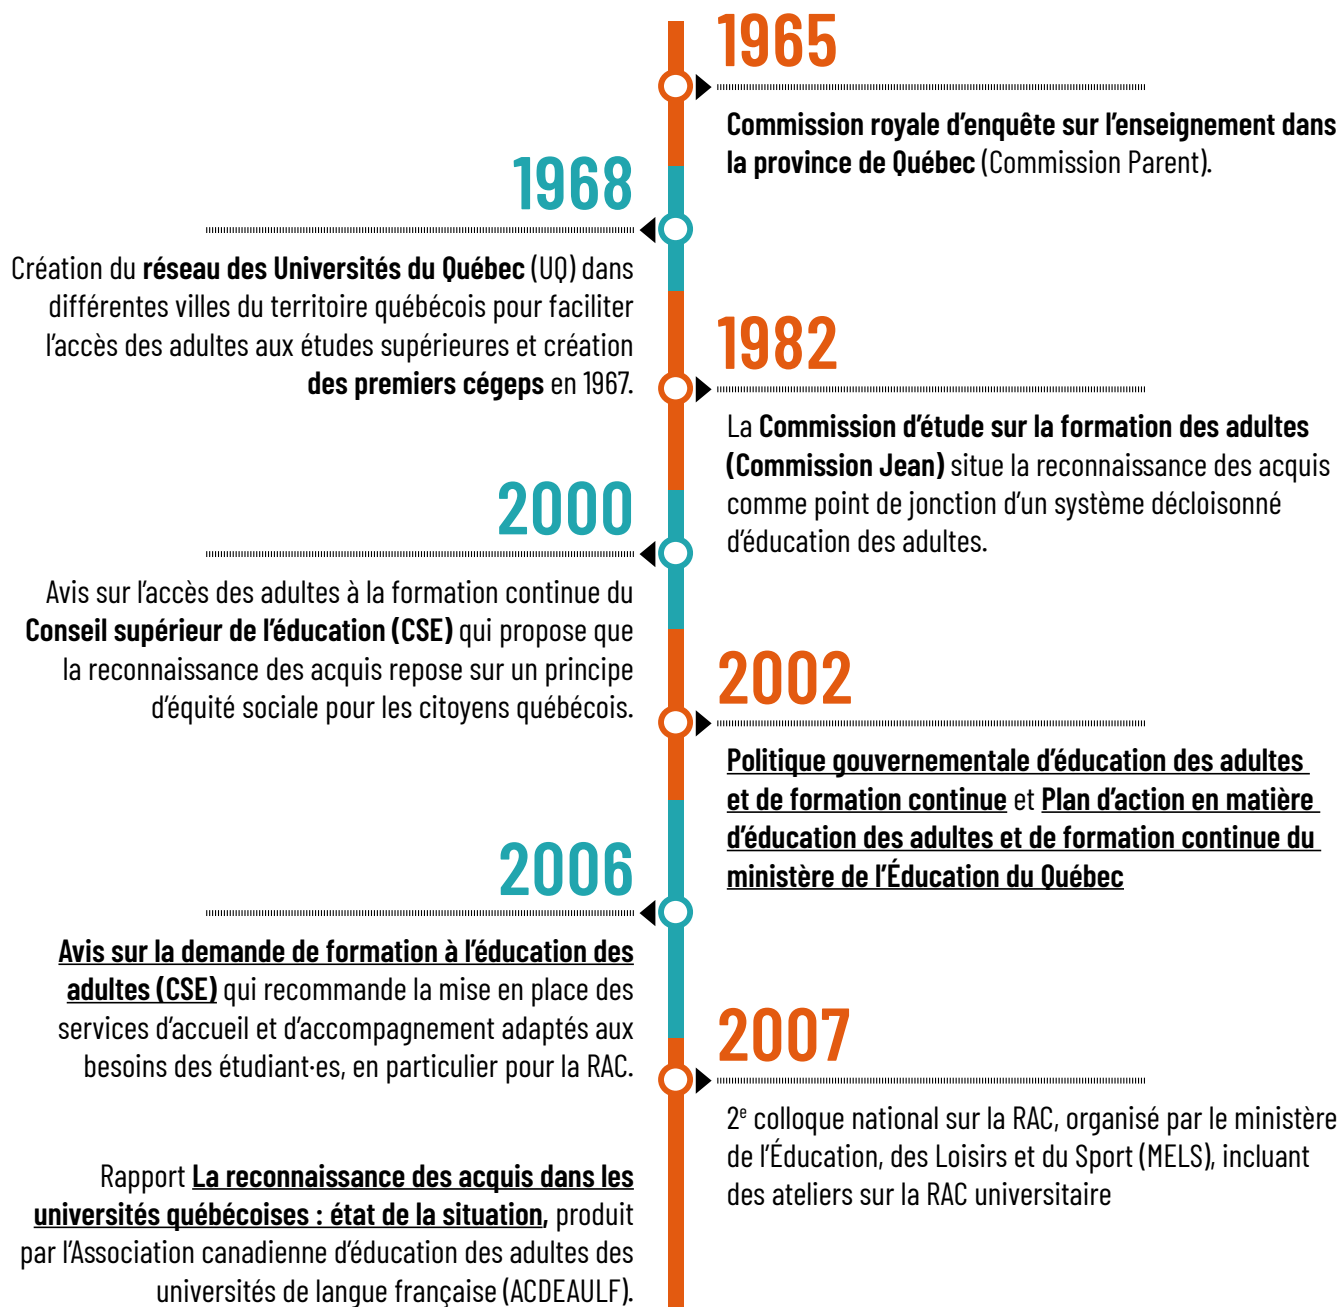 1965
Commission royale d’enquête sur l’enseignement dans
la province de Québec (Commission Parent).
1968
Création du réseau des Universités du Québec (UQ) dans
différentes villes du territoire québécois pour faciliter
l’accès des adultes aux études supérieures et création
des premiers cégeps en 1967.
1982
La Commission d’étude sur la formation des adultes
(Commission Jean) situe la reconnaissance des acquis
comme point de jonction d’un système décloisonné
d’éducation des adultes.
2000
Avis sur l’accès des adultes à la formation continue du
Conseil supérieur de l’éducation (CSE) qui propose que
la reconnaissance des acquis repose sur un principe
d’équité sociale pour les citoyens québécois.
2002
Politique gouvernementale d’éducation des adultes
et de formation continue et Plan d’action en matière
d’éducation des adultes et de formation continue du
ministère de l’Éducation du Québec
2006
Avis sur la demande de formation à l’éducation des
adultes (CSE) qui recommande la mise en place des
services d’accueil et d’accompagnement adaptés aux
besoins des étudiant·es, en particulier pour la RAC.
Rapport La reconnaissance des acquis dans les
universités québécoises : état de la situation, produit
par l’Association canadienne d’éducation des adultes des
universités de langue française (ACDEAULF).
2007
2e colloque national sur la RAC, organisé par le ministère
de l’Éducation, des Loisirs et du Sport (MELS), incluant
des ateliers sur la RAC universitaire